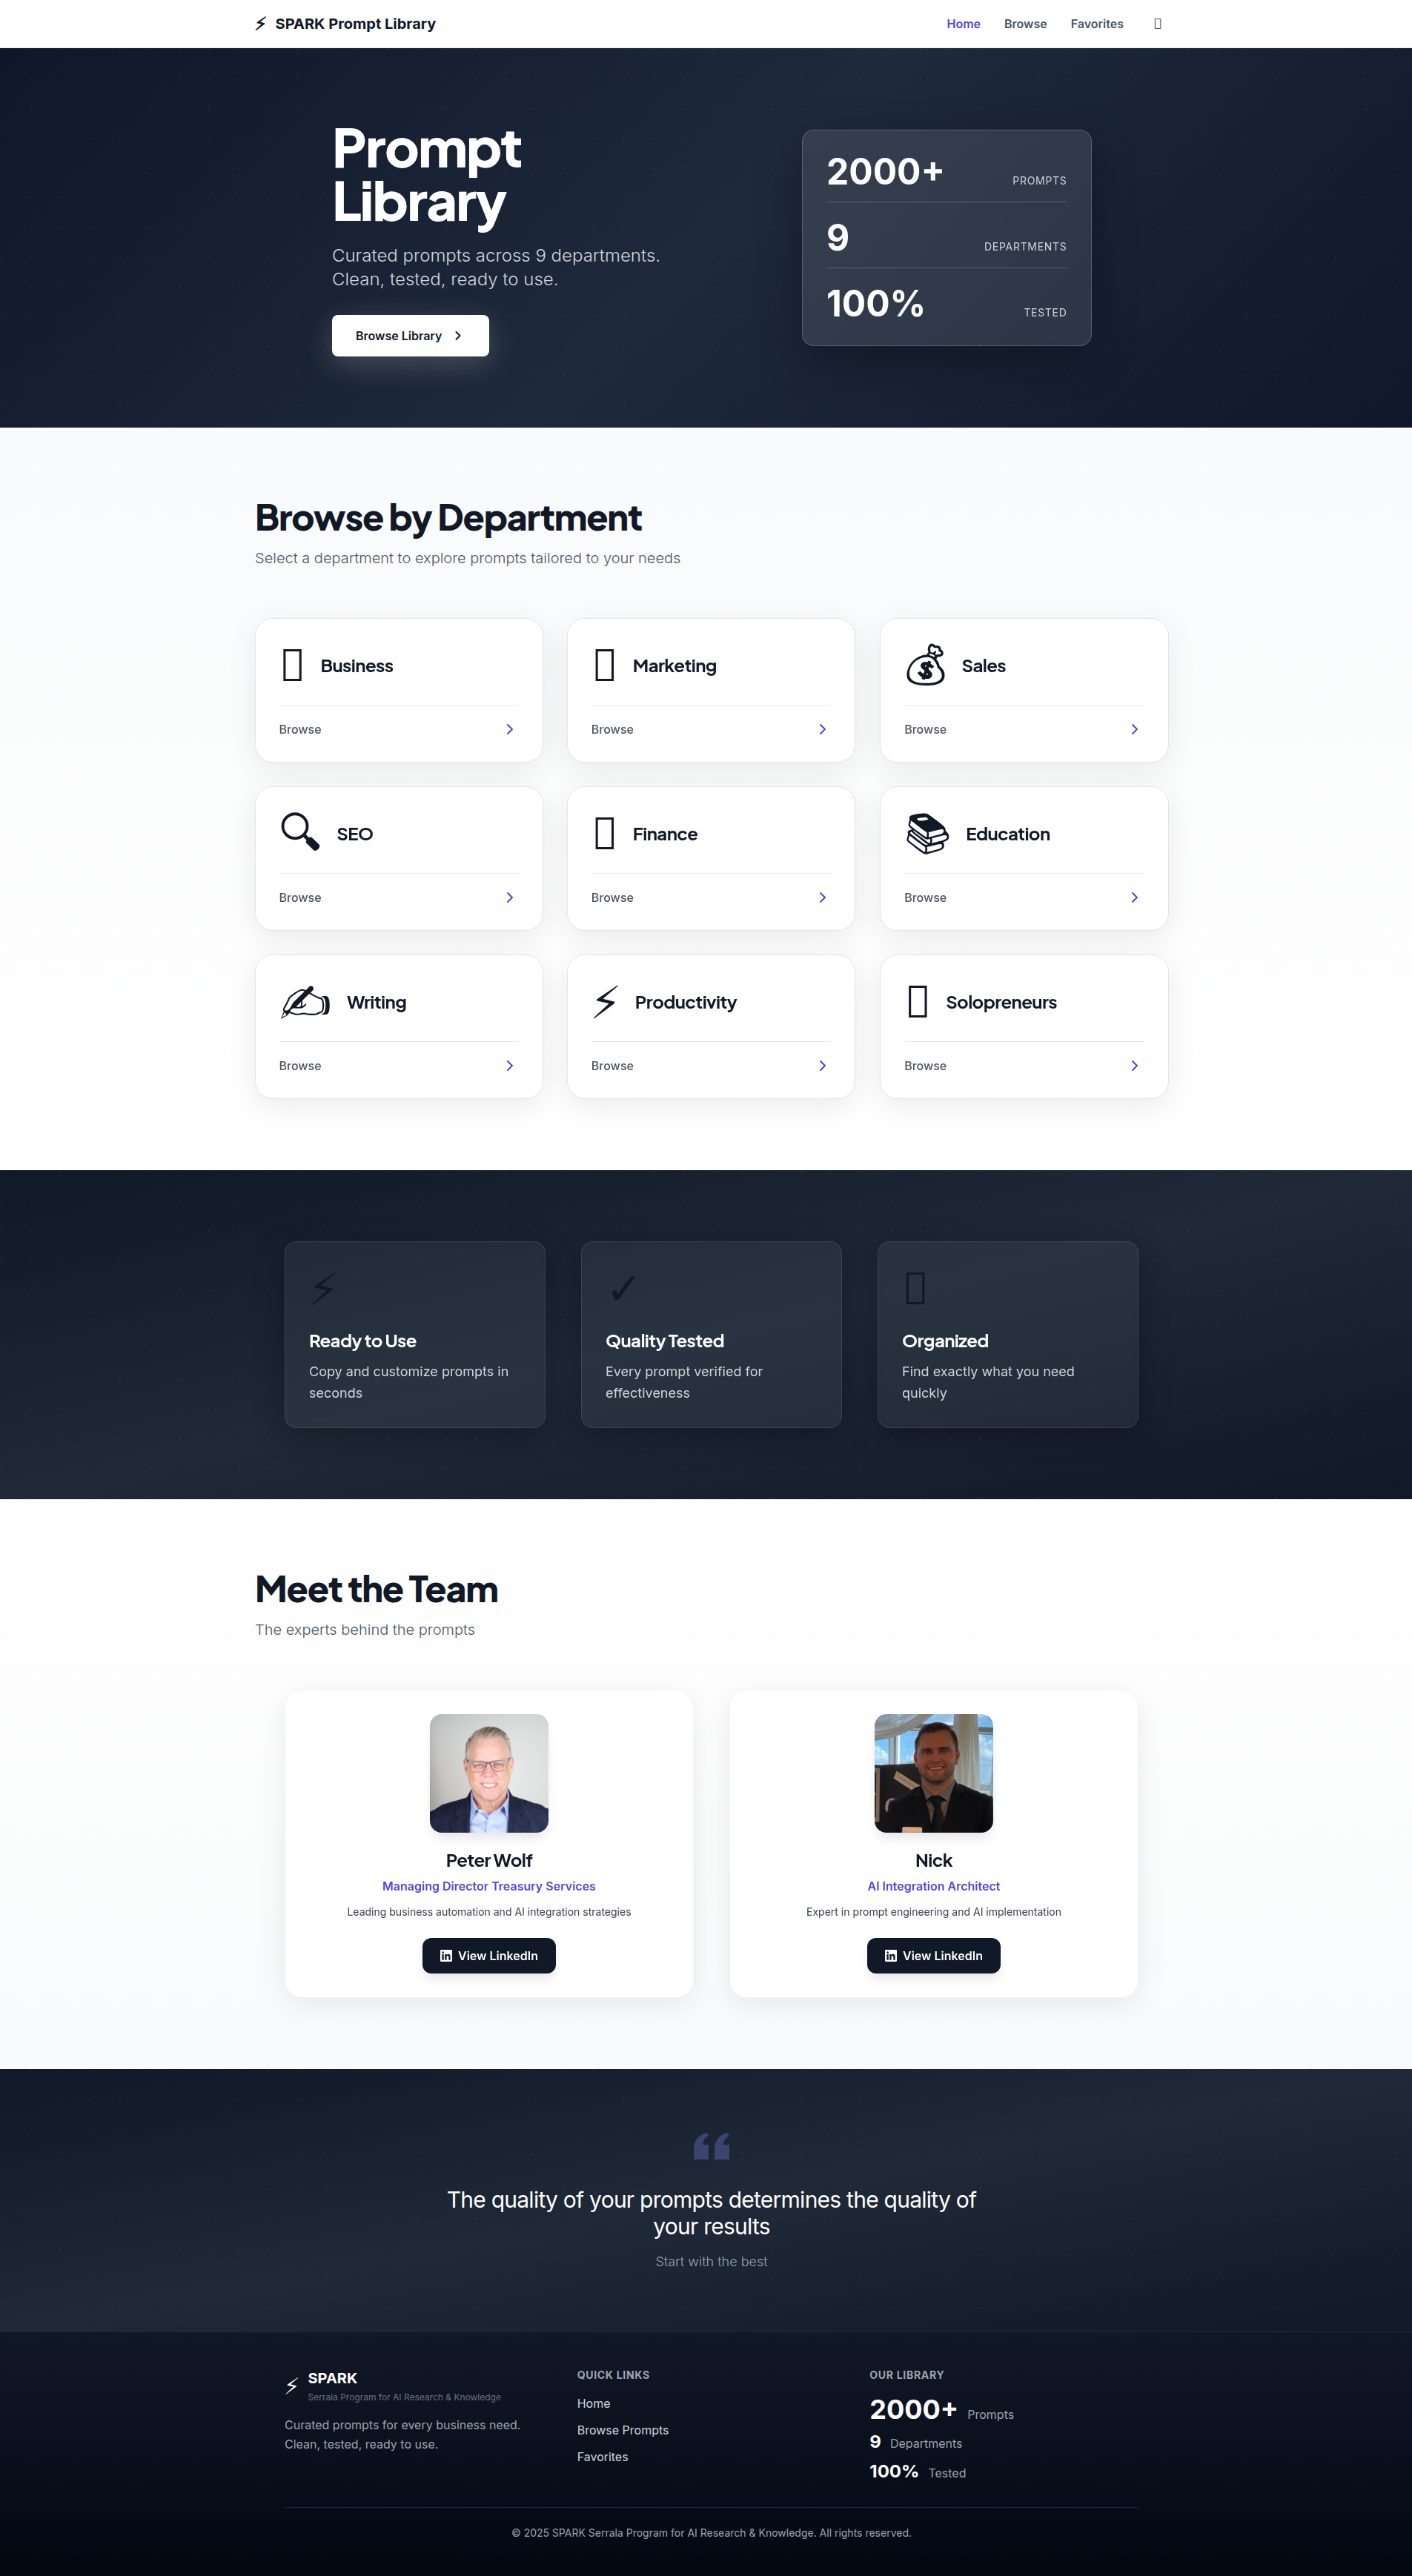 SPARK Prompt Library
Home
Browse
Favorites
Prompt
Library
Curated prompts across 9 departments.
Clean, tested, ready to use.
Browse Library
2000+ PROMPTS
9 DEPARTMENTS
100% TESTED
Browse by Department
Select a department to explore prompts tailored to your needs
Business
Browse
Marketing
Browse
Sales
Browse
SEO
Browse
Finance
Browse
Education
Browse
Writing
Browse
Productivity
Browse
Solopreneurs
Browse
Ready to Use
Copy and customize prompts in
seconds
Quality Tested
Every prompt verified for
effectiveness
Organized
Find exactly what you need
quickly
Meet the Team
The experts behind the prompts
Peter Wolf
Managing Director Treasury Services
Leading business automation and AI integration strategies
View LinkedIn
Nick
AI Integration Architect
Expert in prompt engineering and AI implementation
View LinkedIn
The quality of your prompts determines the quality of
your results
Start with the best
SPARK
Serrala Program for AI Research & Knowledge
Curated prompts for every business need.
Clean, tested, ready to use.
QUICK LINKS
Home
Browse Prompts
Favorites
OUR LIBRARY
2000+ Prompts
9 Departments
100% Tested
© 2025 SPARK Serrala Program for AI Research & Knowledge. All rights reserved.